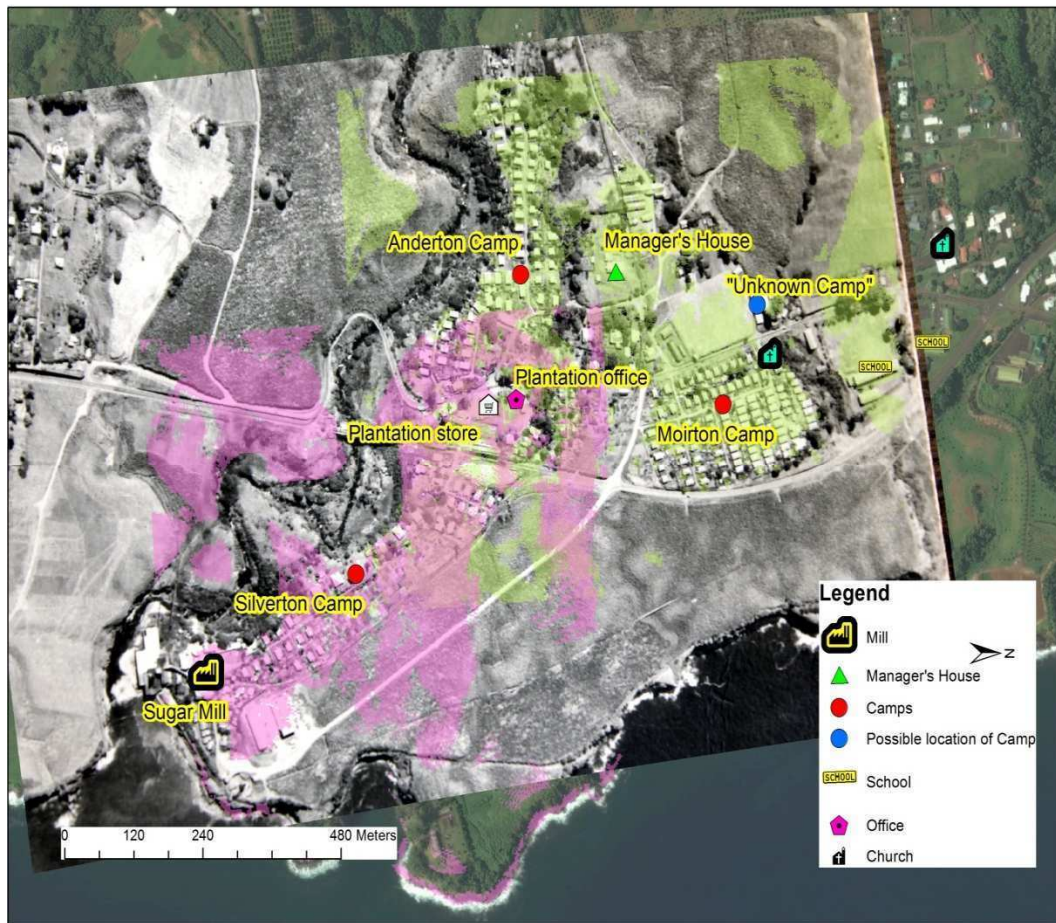 Anderton Camp
Manager's House
"Unknown Camp"
SCHOOL
SCHOOL
Plantation office
Plantation store
Moirton Camp
Silverton Camp
Sugar Mill
Legend
Mill
N
Manager's House
Camps
Possible location of Camp
SCHOOL School
Office
Church
0 120 240 480 Meters